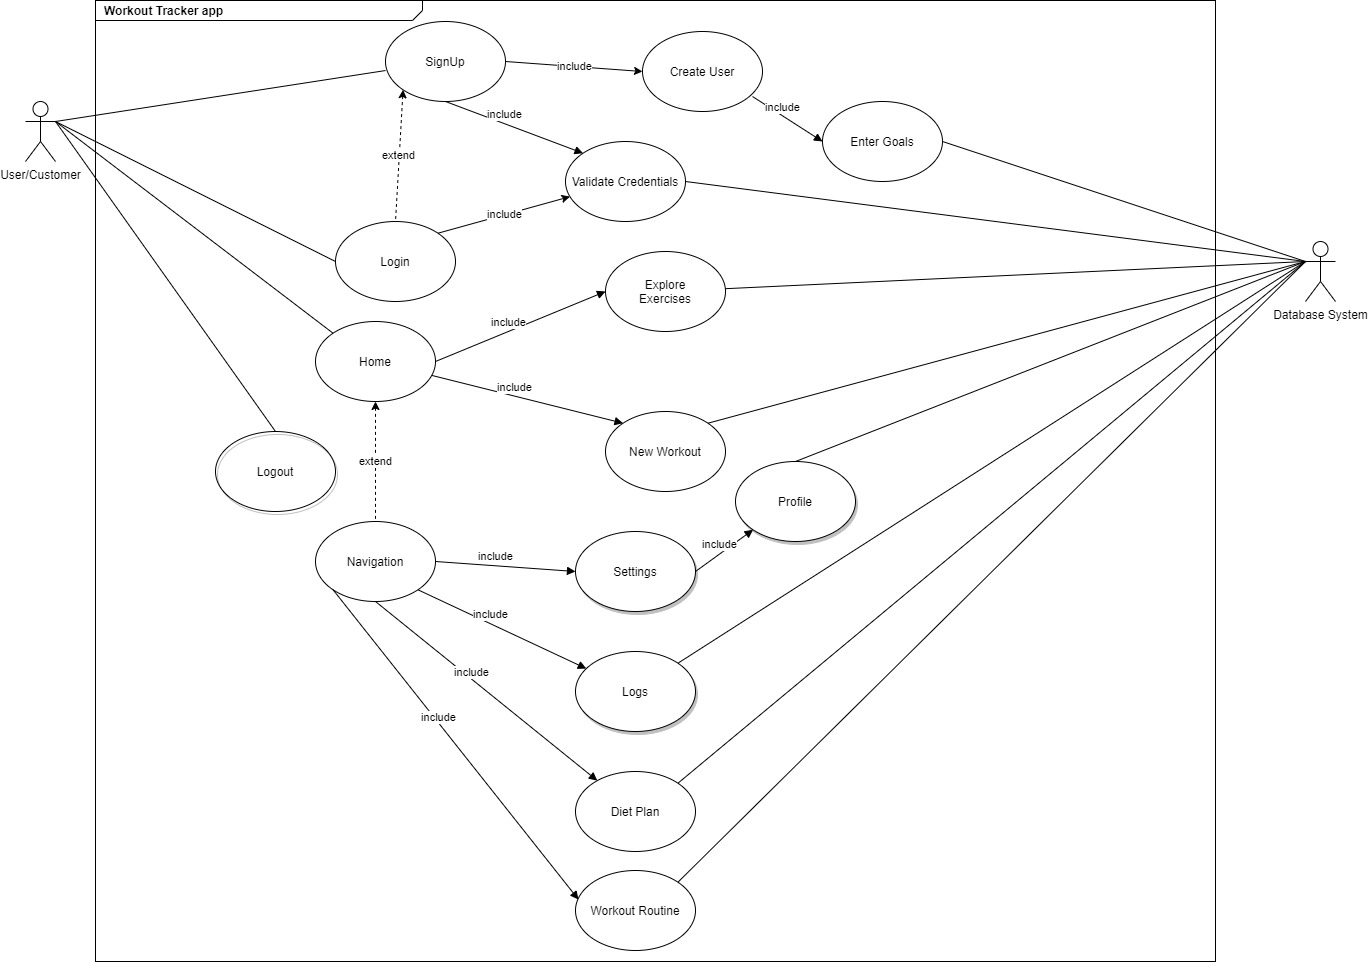 Workout Tracker app
SignUp
include
Create User
include
Enter Goals
include
User/Customer
extend
Validate Credentials
include
Login
Explore
Exercises
Database System
include
Home
include
New Workout
extend
Logout
Profile
include
Navigation
include
Settings
include
Logs
include
include
Diet Plan
Workout Routine